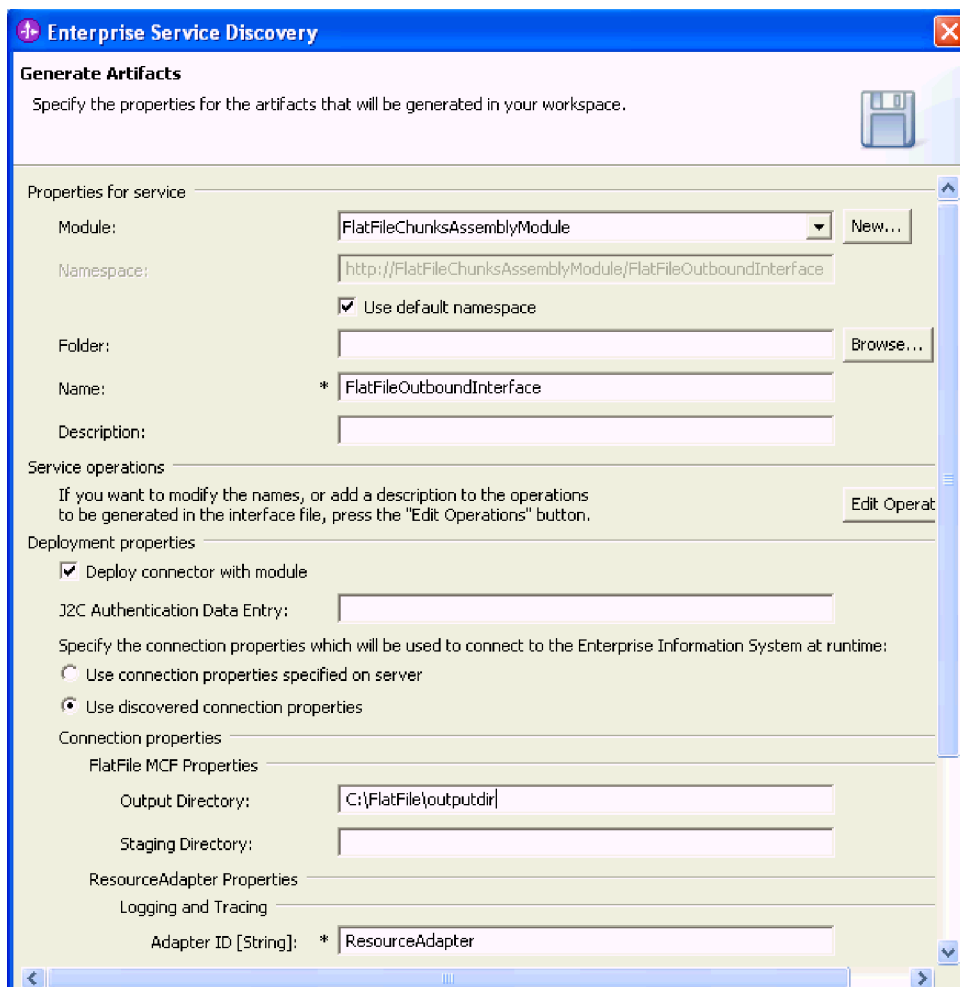 Enterprise Service Discovery
Generate Artifacts
Specify the properties for the artifacts that will be generated in your workspace.
Properties for service
Module: FlatFileChunksAssemblyModule New...
Namespace: http://FlatFileChunksAssemblyModule/FlatFileOutboundInterface
Use default namespace
Folder: Browse...
Name: * FlatFileOutboundInterface
Description:
Service operations
If you want to modify the names, or add a description to the operations
to be generated in the interface file, press the "Edit Operations" button. Edit Operat
Deployment properties
Deploy connector with module
J2C Authentication Data Entry:
Specify the connection properties which will be used to connect to the Enterprise Information System at runtime:
Use connection properties specified on server
Use discovered connection properties
Connection properties
FlatFile MCF Properties
Output Directory: C:\FlatFile\outputdir
Staging Directory:
ResourceAdapter Properties
Logging and Tracing
Adapter ID [String]: * ResourceAdapter